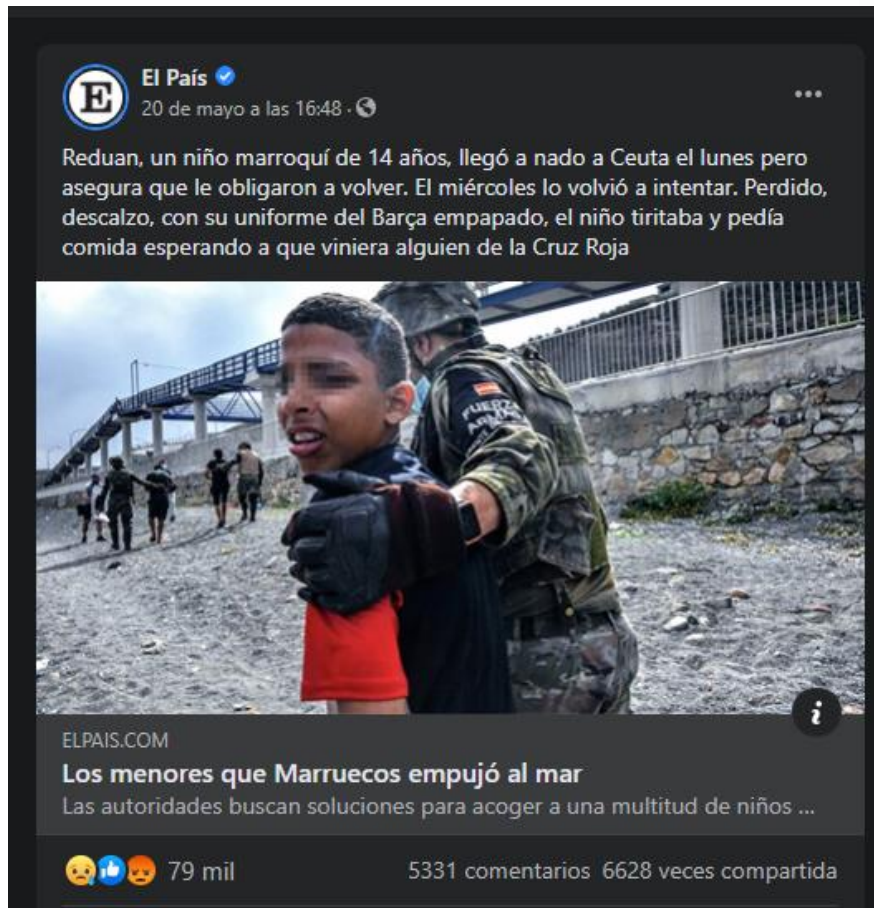 El País
20 de mayo a las 16:48
Reduan, un niño marroquí de 14 años, llegó a nado a Ceuta el lunes pero
asegura que le obligaron a volver. El miércoles lo volvió a intentar. Perdido,
descalzo, con su uniforme del Barça empapado, el niño tiritaba y pedía
comida esperando a que viniera alguien de la Cruz Roja
ELPAIS.COM
Los menores que Marruecos empujó al mar
Las autoridades buscan soluciones para acoger a una multitud de niños ...
79 mil
5331 comentarios 6628 veces compartida